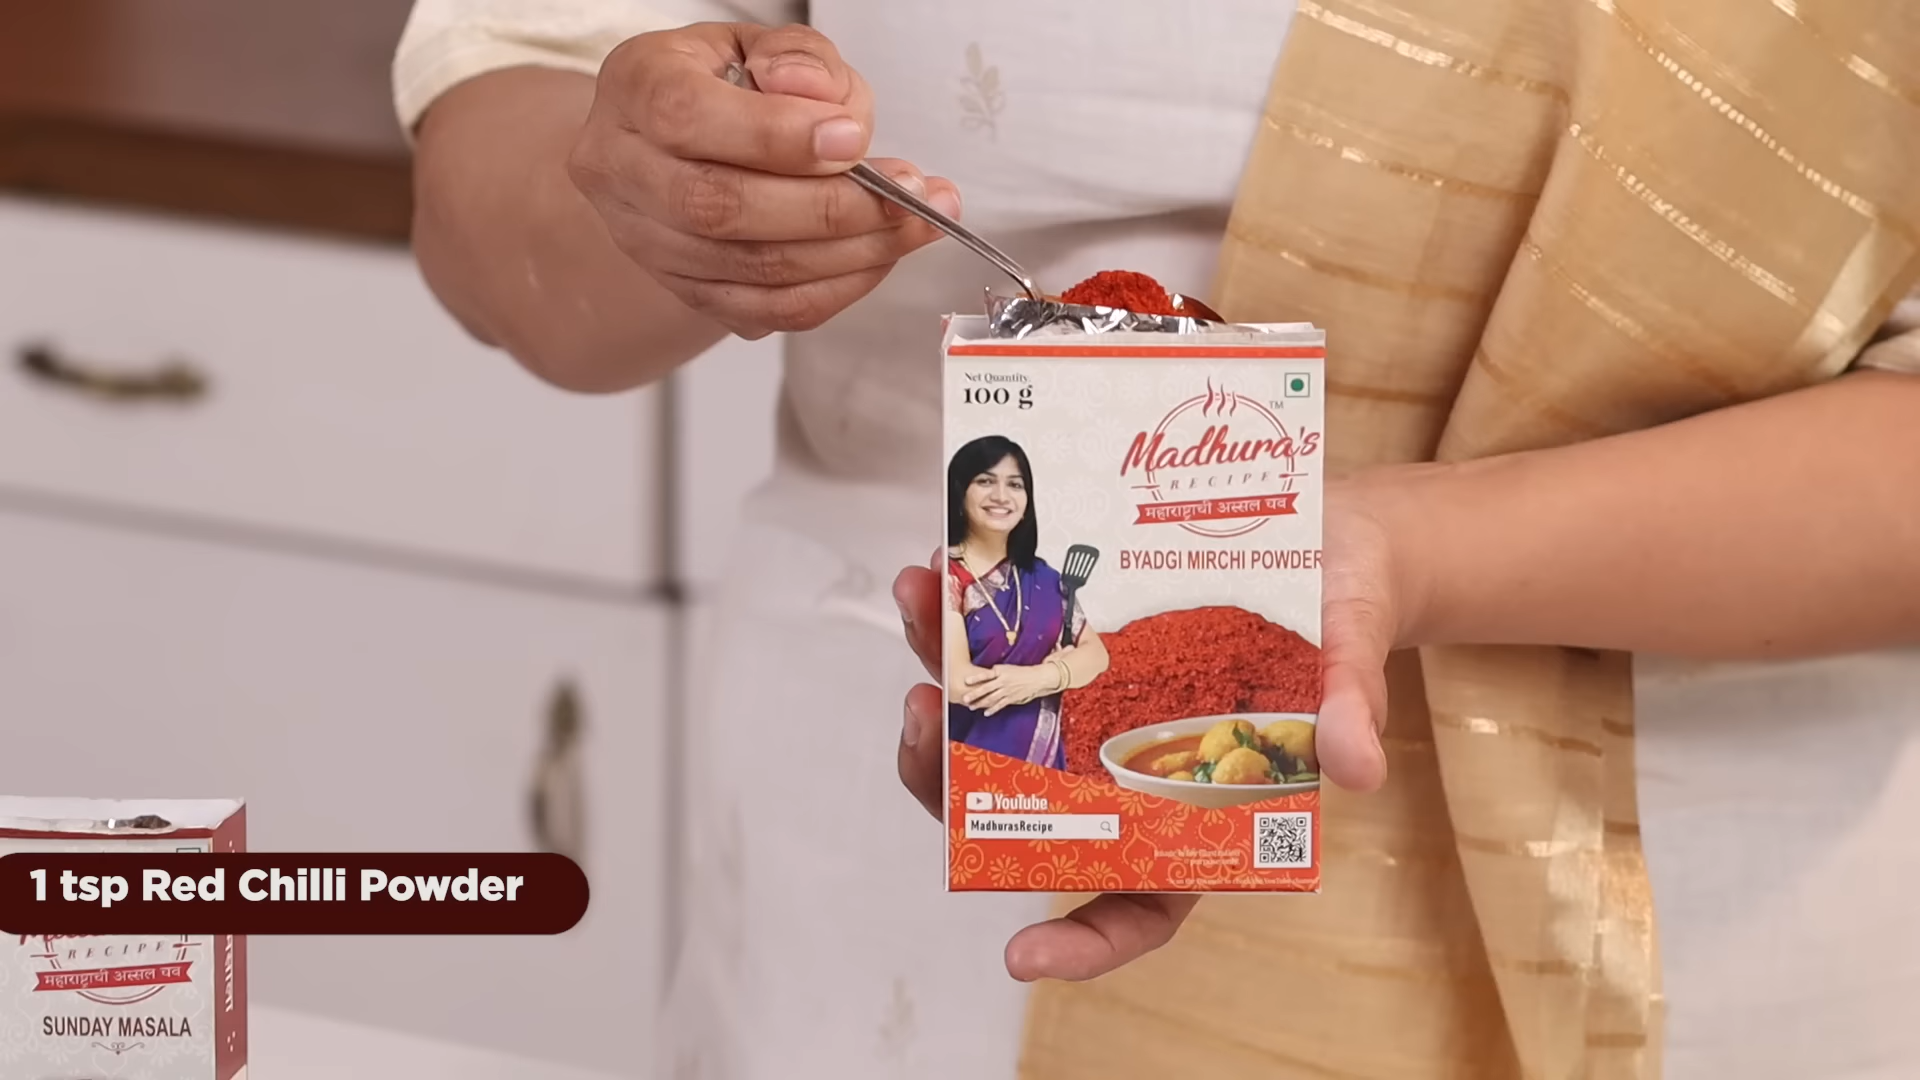 Net Quantity
100 g
TM
Madhura's
RECIPE
महाराष्ट्राची अस्सल चव
BYADGI MIRCHI POWDER
YouTube
MadhurasRecipe
1 tsp Red Chilli Powder
RECIPE
महाराष्ट्राची अस्सल चव
SUNDAY MASALA